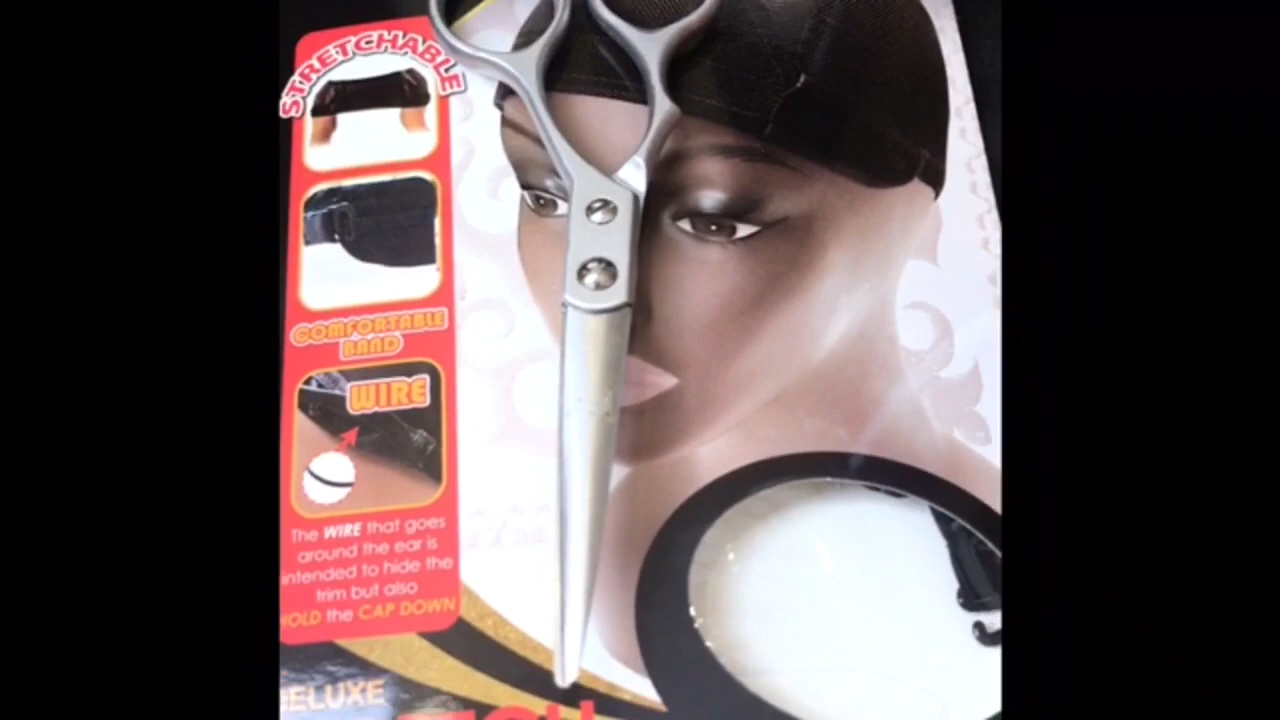 STRETCHABLE
COMFORTABLE
BAND
WIRE
The WIRE that goes
around the ear is
intended to hide the
trim but also
HOLD the CAP DOWN
DELUXE